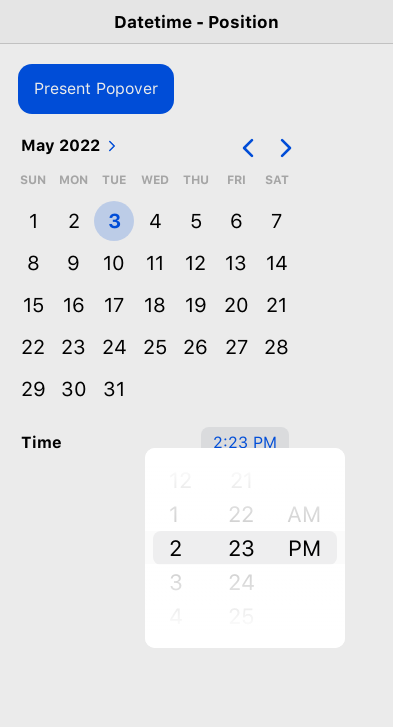 Datetime - Position
Present Popover
May 2022
SUN MON TUE WED THU FRI SAT
1 2 3 4 5 6 7
8 9 10 11 12 13 14
15 16 17 18 19 20 21
22 23 24 25 26 27 28
29 30 31
Time 2:23 PM
12 21
1 22 AM
2 23 PM
3 24
4 25